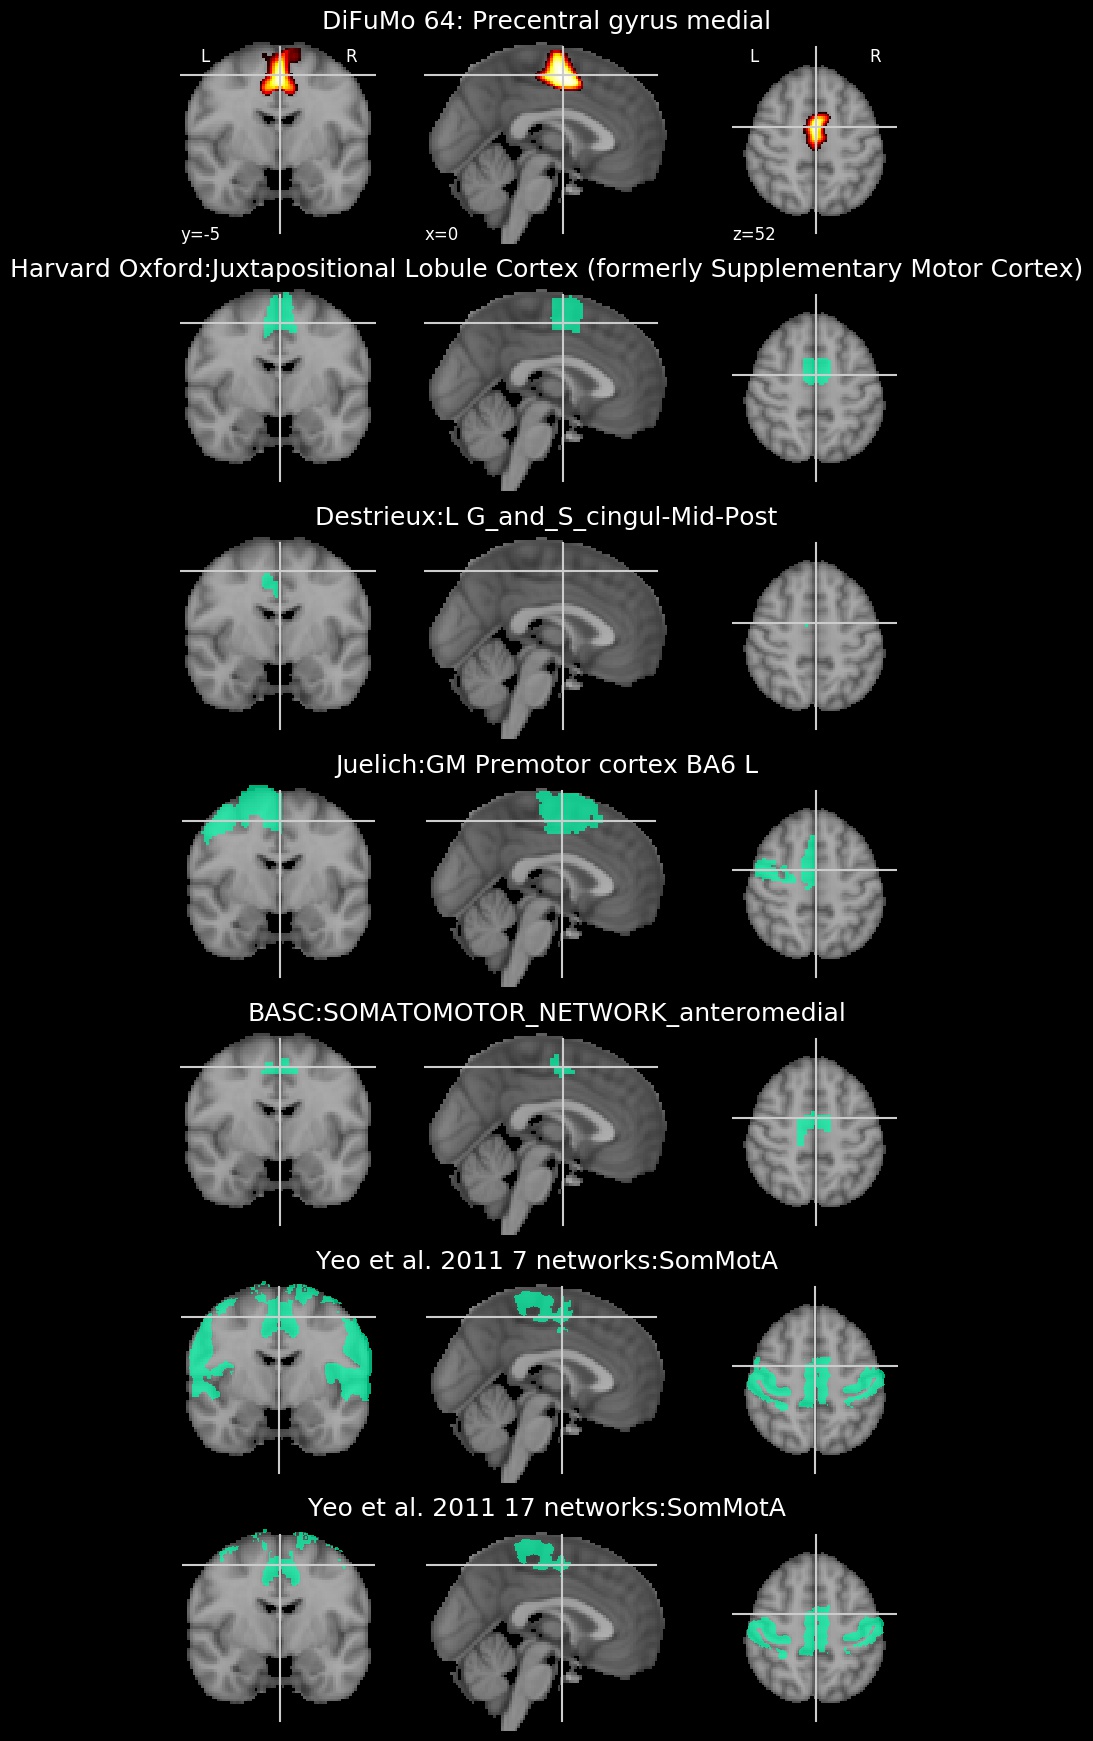 DiFuMo 64: Precentral gyrus medial
L R L R
y=-5 x=0 z=52
Harvard Oxford:Juxtapositional Lobule Cortex (formerly Supplementary Motor Cortex)
Destrieux:L G_and_S_cingul-Mid-Post
Juelich:GM Premotor cortex BA6 L
BASC:SOMATOMOTOR_NETWORK_anteromedial
Yeo et al. 2011 7 networks:SomMotA
Yeo et al. 2011 17 networks:SomMotA